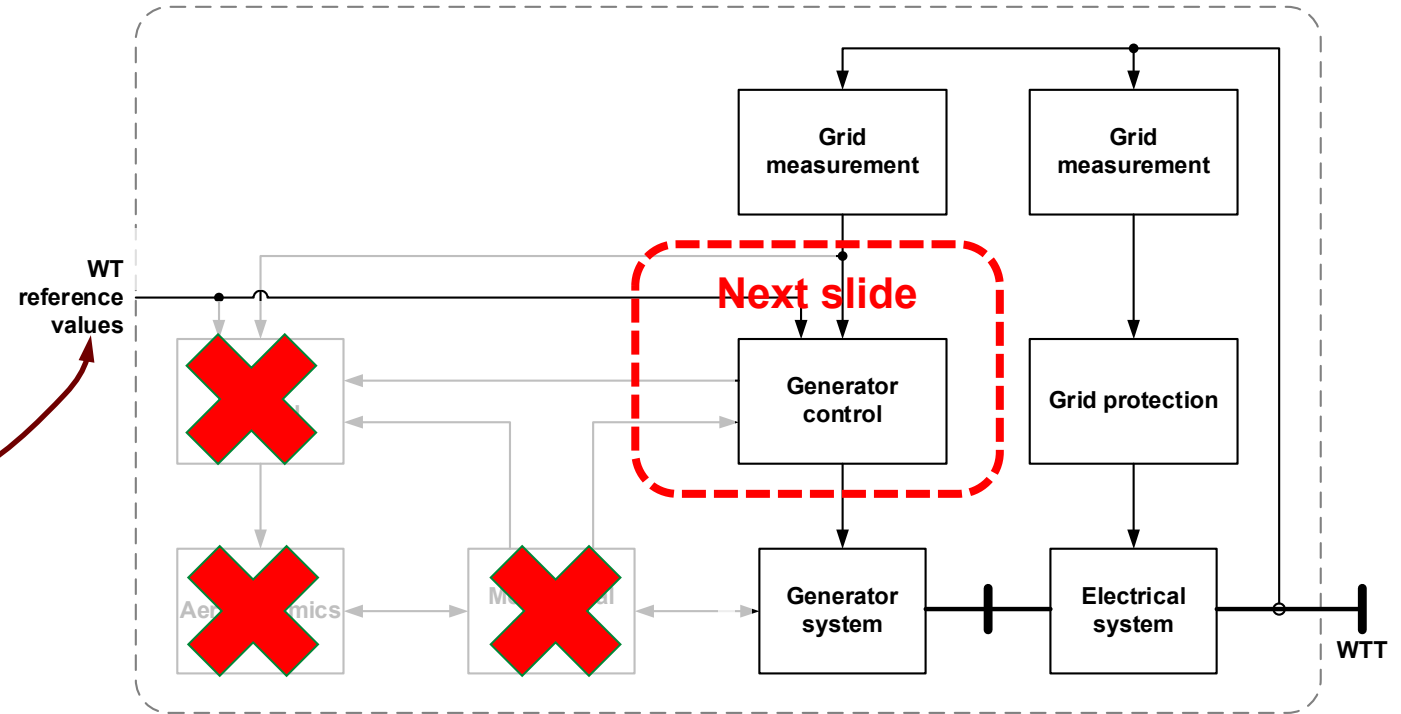 Grid
measurement
Grid
measurement
WT
reference
values
Next slide
Generator
control
Grid protection
Generator
system
Electrical
system
WTT